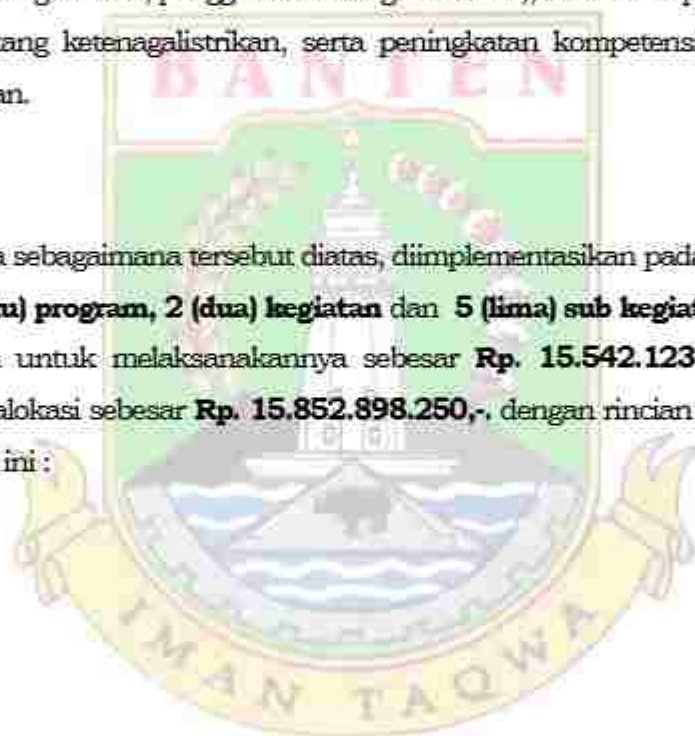 BANTEN
tang ketenagalistrikan, serta peningkatan kompetensi
an.
a sebagaimana tersebut diatas, diimplementasikan pada
tu) program, 2 (dua) kegiatan dan 5 (lima) sub kegiat
untuk melaksanakannya sebesar Rp. 15.542.123
alokasi sebesar Rp. 15.852.898.250,-. dengan rincian
ini :
IMAN TAQWA